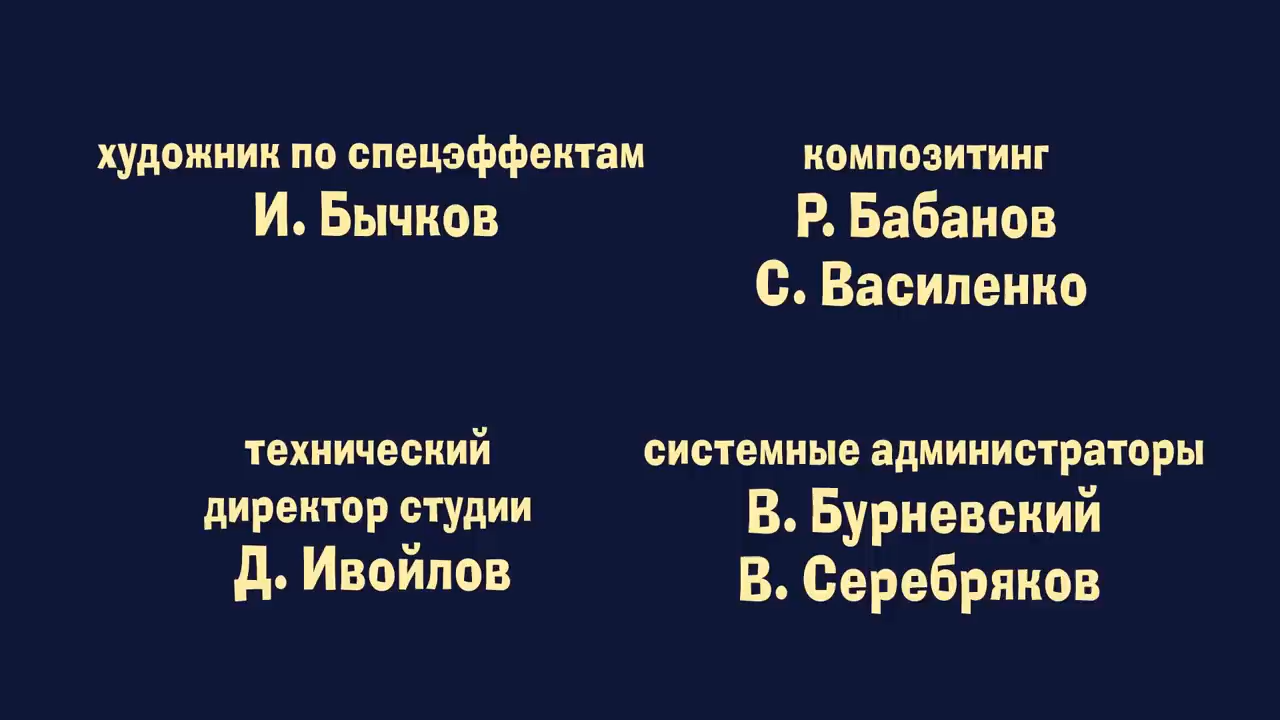 художник по спецэффектам
И. Бычков
композитинг
Р. Бабанов
С. Василенко
технический
директор студии
Д. Ивойлов
системные администраторы
В. Бурневский
В. Серебряков